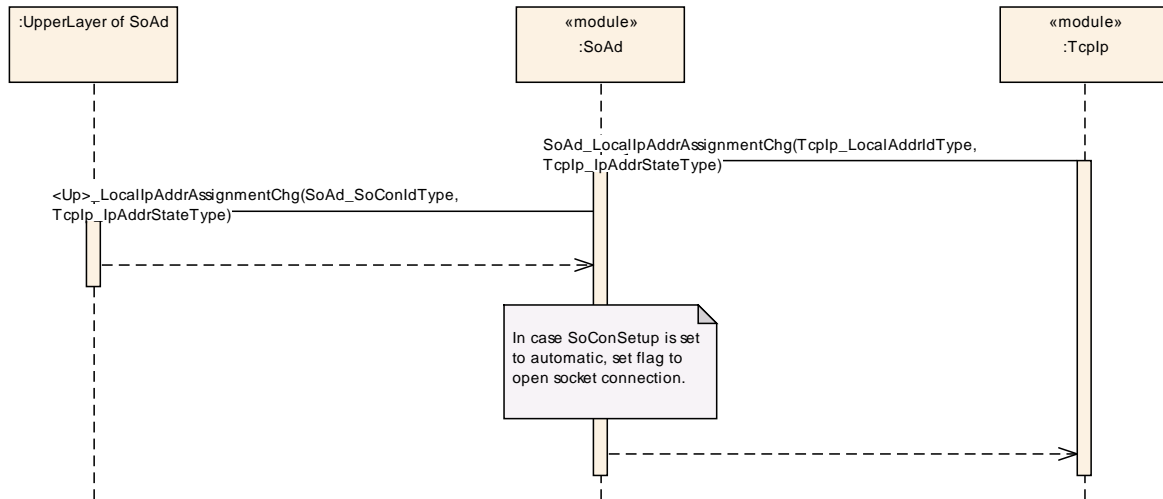 :UpperLayer of SoAd
«module»
:SoAd
«module»
:TcpIp
SoAd_LocalIpAddrAssignmentChg(TcpIp_LocalAddrIdType,
TcpIp_IpAddrStateType)
<Up>_LocalIpAddrAssignmentChg(SoAd_SoConIdType,
TcpIp_IpAddrStateType)
In case SoConSetup is set
to automatic, set flag to
open socket connection.